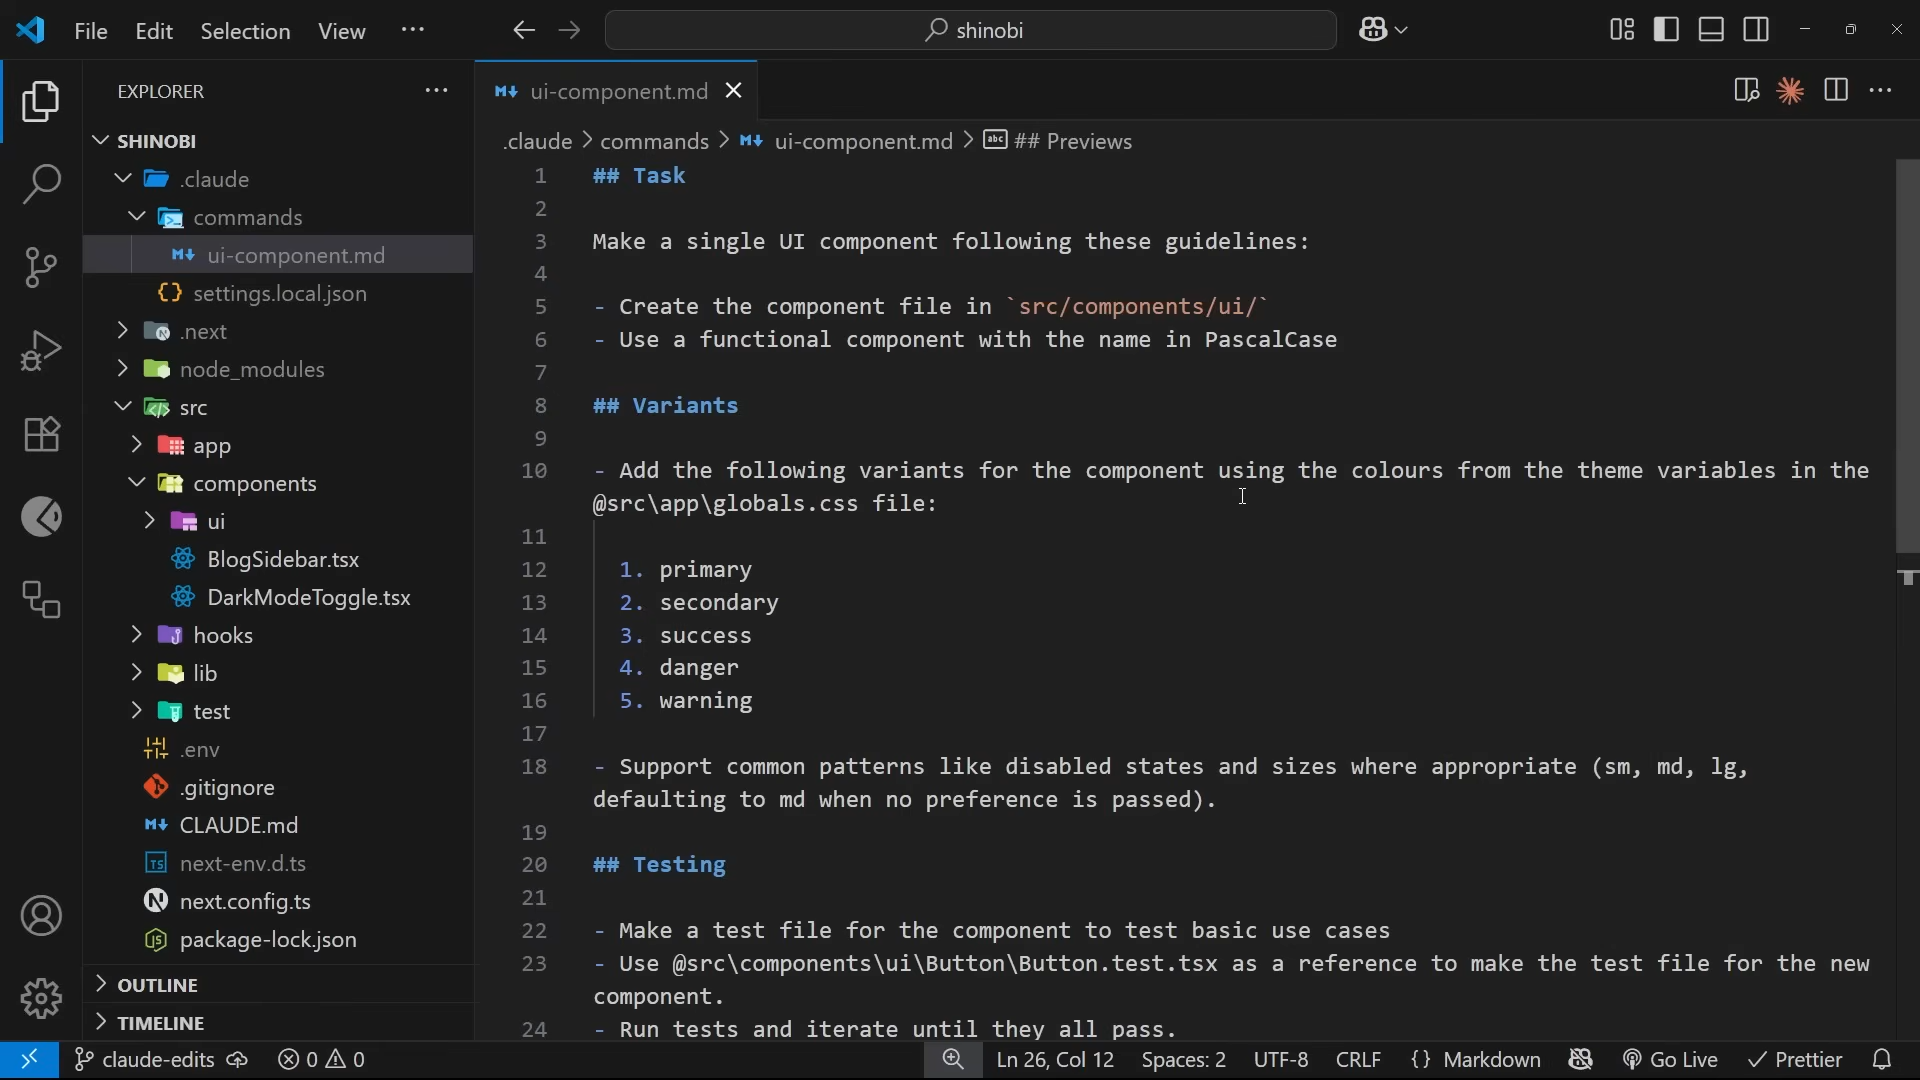 File Edit Selection View ...
shinobi
EXPLORER
SHINOBI
.claude
commands
ui-component.md
settings.local.json
.next
node_modules
src
app
components
ui
BlogSidebar.tsx
DarkModeToggle.tsx
hooks
lib
test
.env
.gitignore
CLAUDE.md
next-env.d.ts
next.config.ts
package-lock.json
OUTLINE
TIMELINE
ui-component.md
.claude > commands > ui-component.md > ## Previews
1 ## Task
2
3 Make a single UI component following these guidelines:
4
5 - Create the component file in `src/components/ui/`
6 - Use a functional component with the name in PascalCase
7
8 ## Variants
9
10 - Add the following variants for the component using the colours from the theme variables in the
@src\app\globals.css file:
11
12 1. primary
13 2. secondary
14 3. success
15 4. danger
16 5. warning
17
18 - Support common patterns like disabled states and sizes where appropriate (sm, md, lg,
defaulting to md when no preference is passed).
19
20 ## Testing
21
22 - Make a test file for the component to test basic use cases
23 - Use @src\components\ui\Button\Button.test.tsx as a reference to make the test file for the new
component.
24 - Run tests and iterate until they all pass.
claude-edits 0 0 Ln 26, Col 12 Spaces: 2 UTF-8 CRLF {} Markdown Go Live Prettier